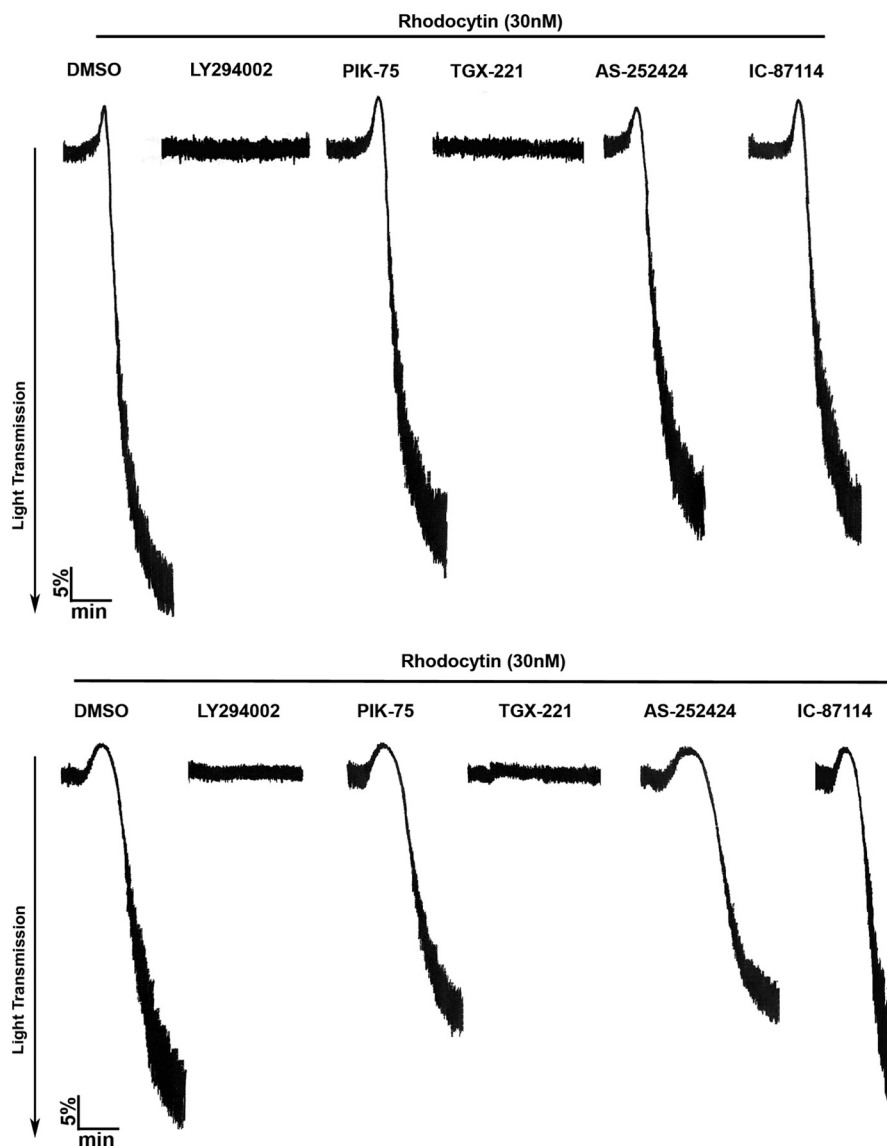 Rhodocytin (30nM)
DMSO LY294002 PIK-75 TGX-221 AS-252424 IC-87114
Light Transmission
5%
min
Rhodocytin (30nM)
DMSO LY294002 PIK-75 TGX-221 AS-252424 IC-87114
Light Transmission
5%
min